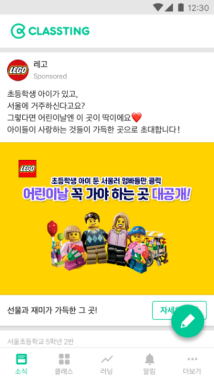 12:30
CLASSTING
LEGO
레고
Sponsored
초등학생 아이가 있고,
서울에 거주하신다고요?
그렇다면 어린이날엔 이 곳이 딱이에요❤️
아이들이 사랑하는 것들이 가득한 곳으로 초대합니다!
LEGO
초등학생 아이 둔 서울러 엄빠들만 클릭
어린이날 꼭 가야 하는 곳 대공개!
선물과 재미가 가득한 그 곳!
서울초등학교 5학년 2반
소식
클래스
러닝
알림
더보기